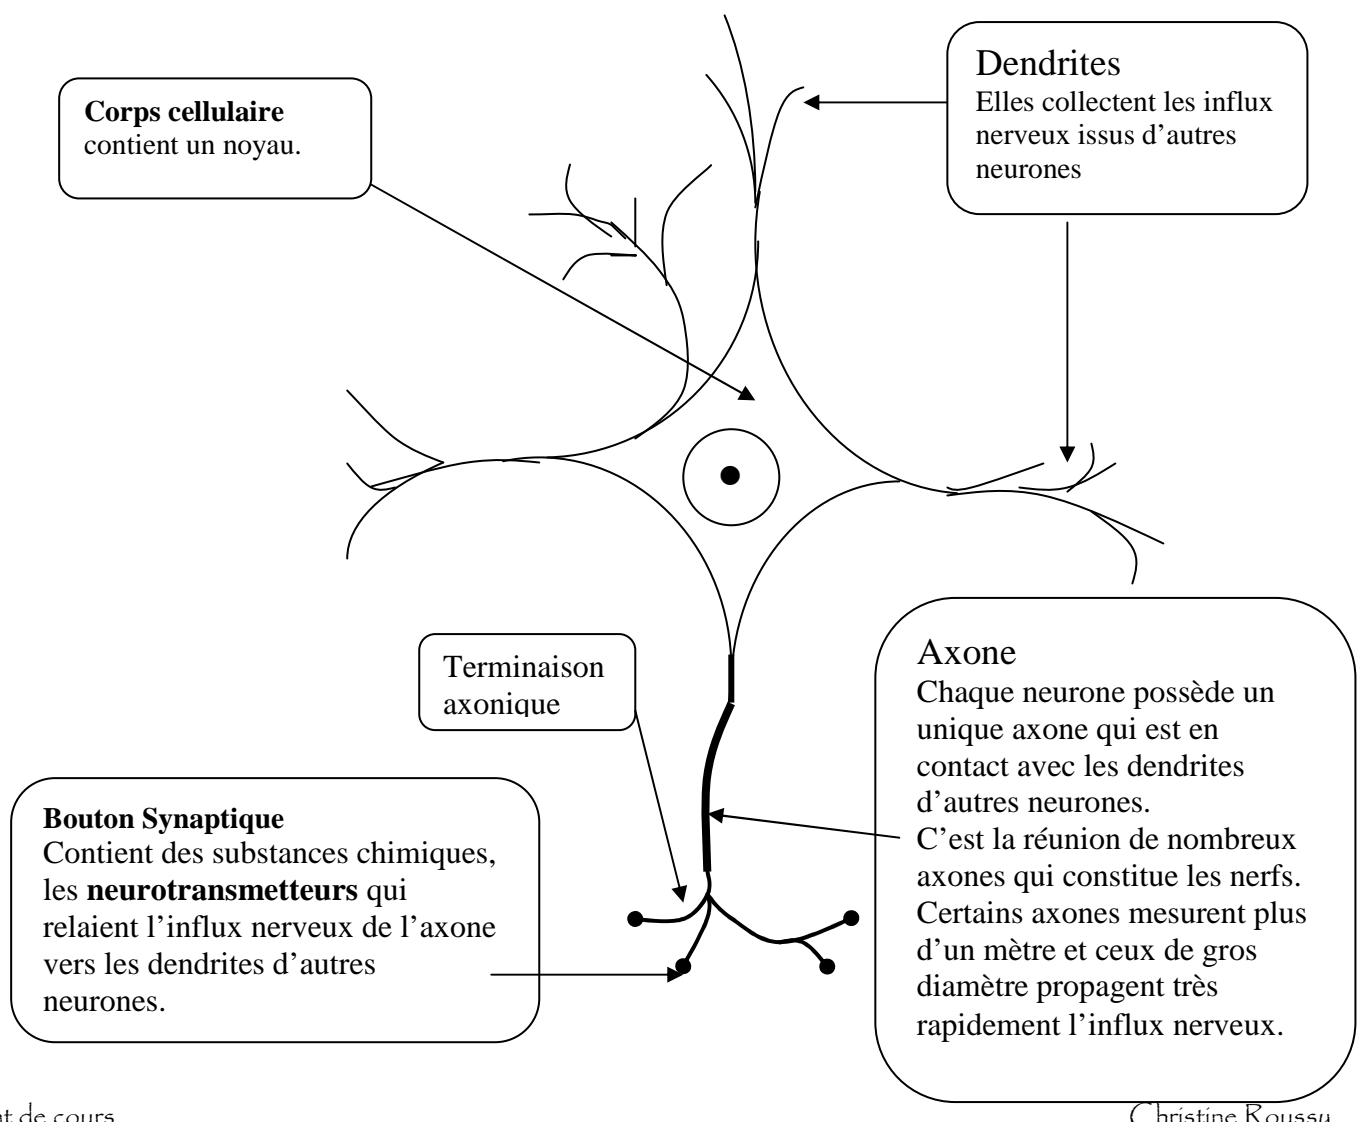 Corps cellulaire
contient un noyau.
Dendrites
Elles collectent les influx
nerveux issus d’autres
neurones
Terminaison
axonique
Axone
Chaque neurone possède un
unique axone qui est en
contact avec les dendrites
d’autres neurones.
C’est la réunion de nombreux
axones qui constitue les nerfs.
Certains axones mesurent plus
d’un mètre et ceux de gros
diamètre propagent très
rapidement l’influx nerveux.
Bouton Synaptique
Contient des substances chimiques,
les neurotransmetteurs qui
relaient l’influx nerveux de l’axone
vers les dendrites d’autres
neurones.
de cours
Christine Roussu